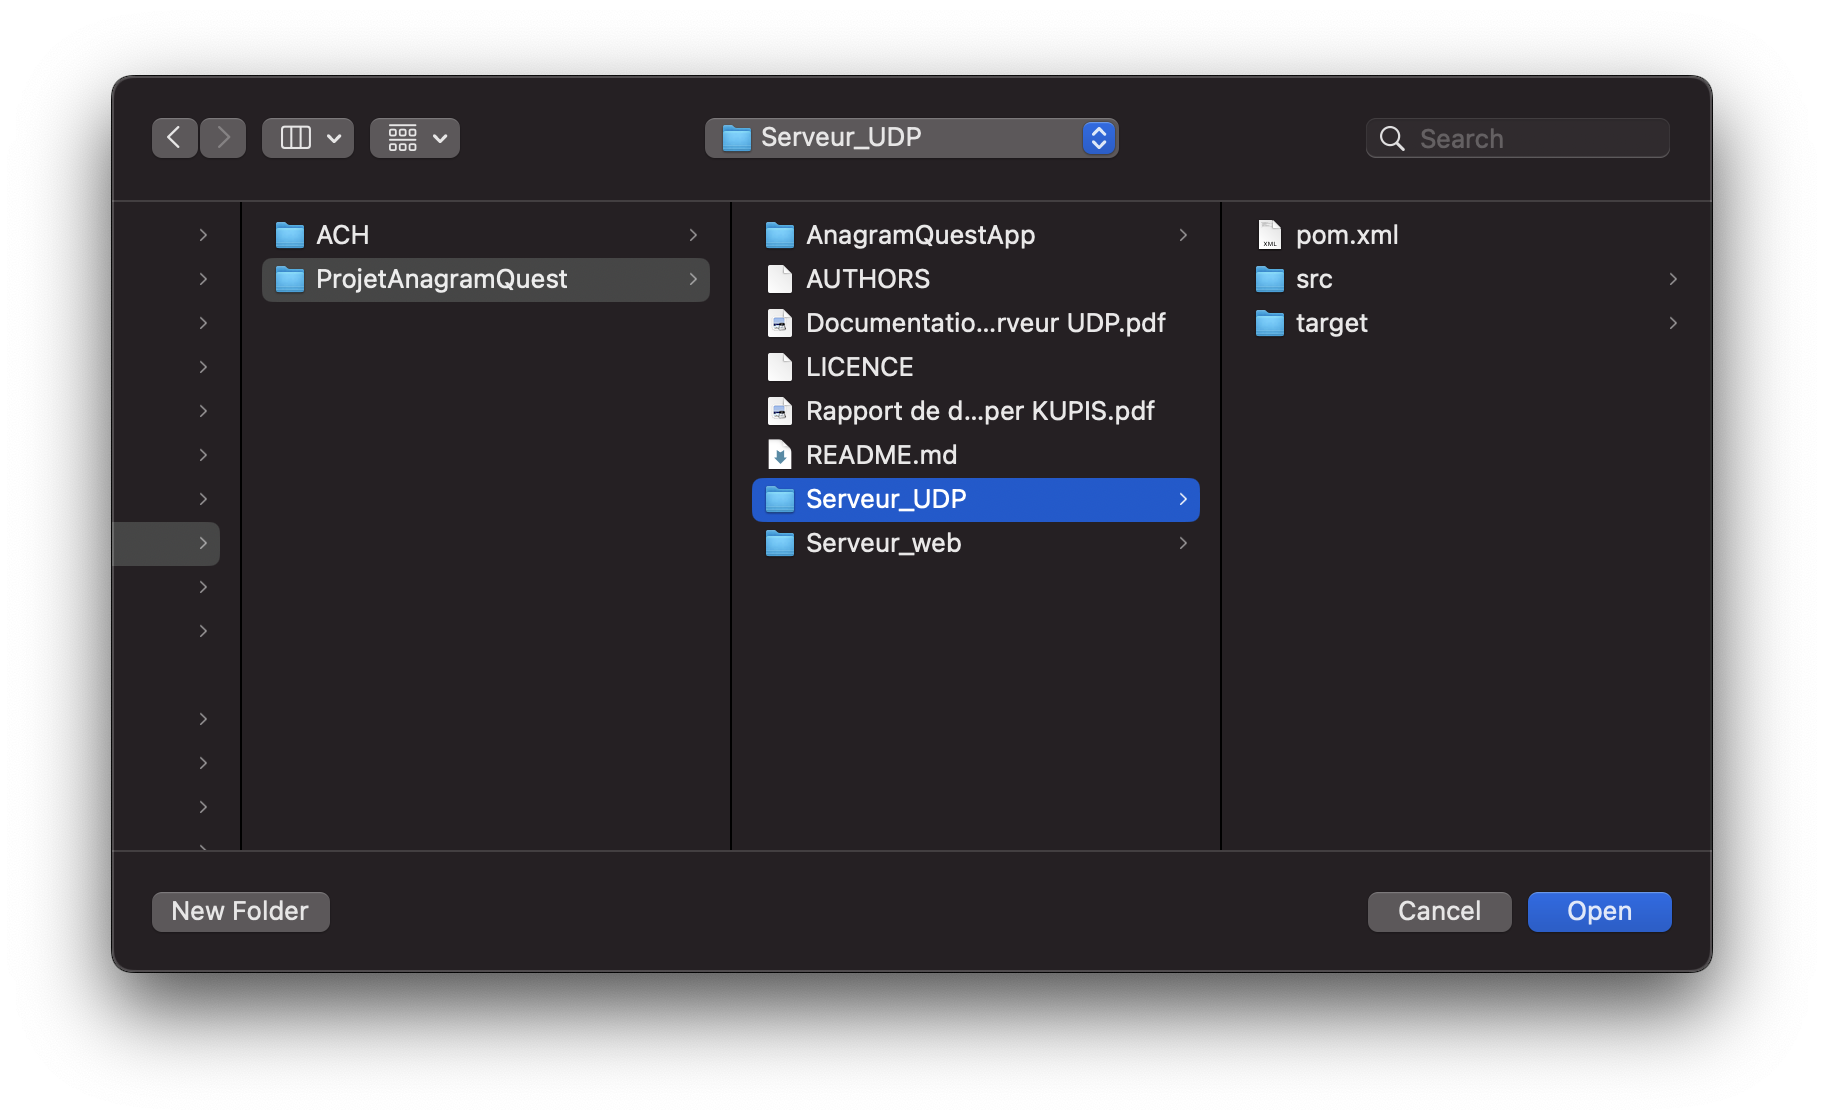 Serveur_UDP
Search
ACH
ProjetAnagramQuest
AnagramQuestApp
AUTHORS
Documentatio...rveur UDP.pdf
LICENCE
Rapport de d...per KUPIS.pdf
README.md
Serveur_UDP
Serveur_web
XML
pom.xml
src
target
New Folder
Cancel
Open